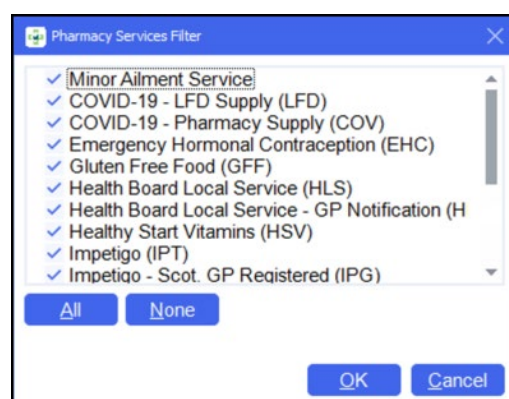 Pharmacy Services Filter
Minor Ailment Service
COVID-19 - LFD Supply (LFD)
COVID-19 - Pharmacy Supply (COV)
Emergency Hormonal Contraception (EHC)
Gluten Free Food (GFF)
Health Board Local Service (HLS)
Health Board Local Service - GP Notification (H
Healthy Start Vitamins (HSV)
Impetigo (IPT)
Impetigo - Scot. GP Registered (IPG)
All None
OK Cancel